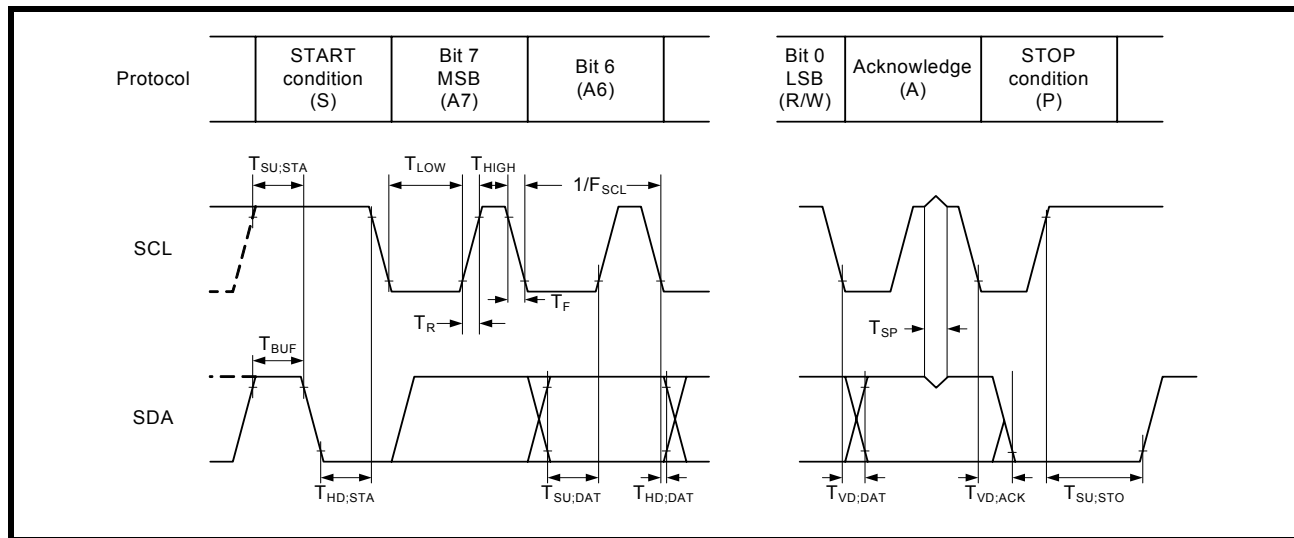 Protocol
START
condition
(S)
Bit 7
MSB
(A7)
Bit 6
(A6)
Bit 0
LSB
(R/W)
Acknowledge
(A)
STOP
condition
(P)
TSU;STA
TLOW
THIGH
1/FSCL
SCL
TR
TF
TSP
TBUF
SDA
THD;STA
TSU;DAT
THD;DAT
TVD;DAT
TVD;ACK
TSU;STO